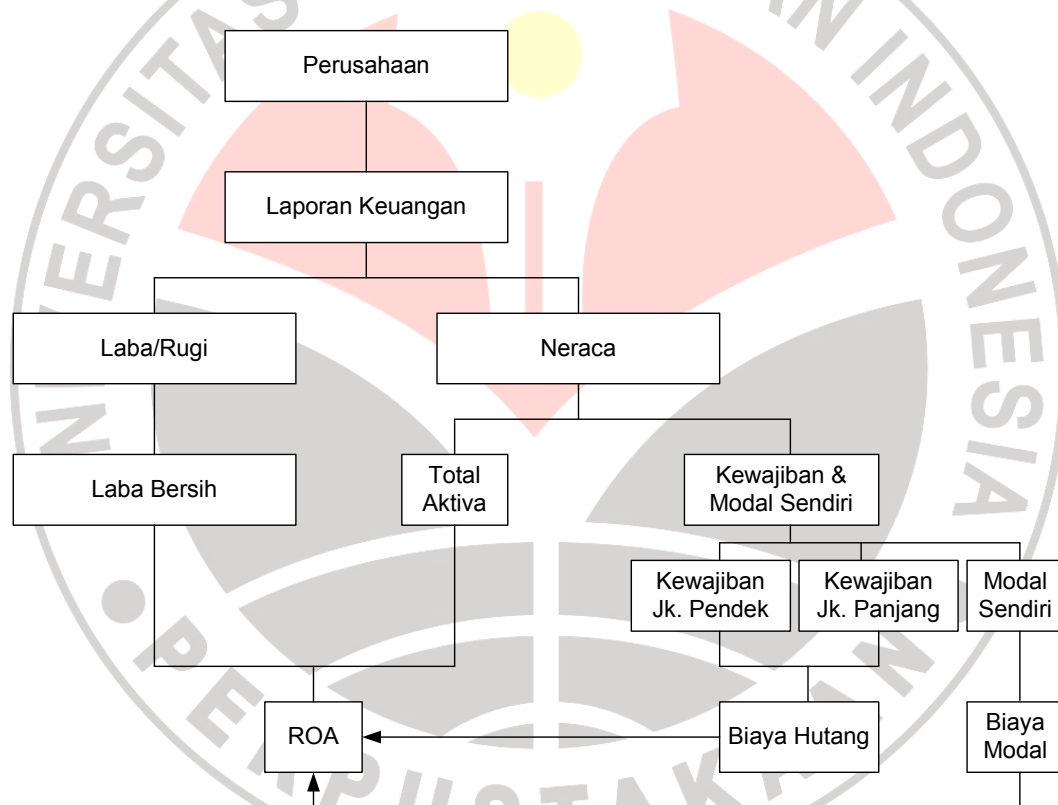 Perusahaan
Laporan Keuangan
Laba/Rugi
Neraca
Laba Bersih
Total
Aktiva
Kewajiban &
Modal Sendiri
Kewajiban
Jk. Pendek
Kewajiban
Jk. Panjang
Modal
Sendiri
ROA
Biaya Hutang
Biaya
Modal
PERPUSTAKAAN